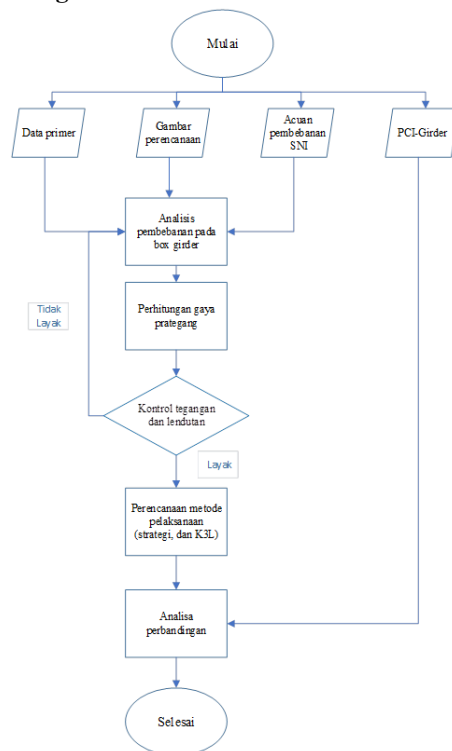 Mulai
Data primer
Gambar
perencanaan
Acuan
pembebanan
SNI
PCI-Girder
Analisis
pembebanan pada
box girder
Tidak
Layak
Perhitungan gaya
prategang
Kontrol tegangan
dan lendutan
Layak
Perencanaan metode
pelaksanaan
(strategi, dan K3L)
Analisa
perbandingan
Selesai